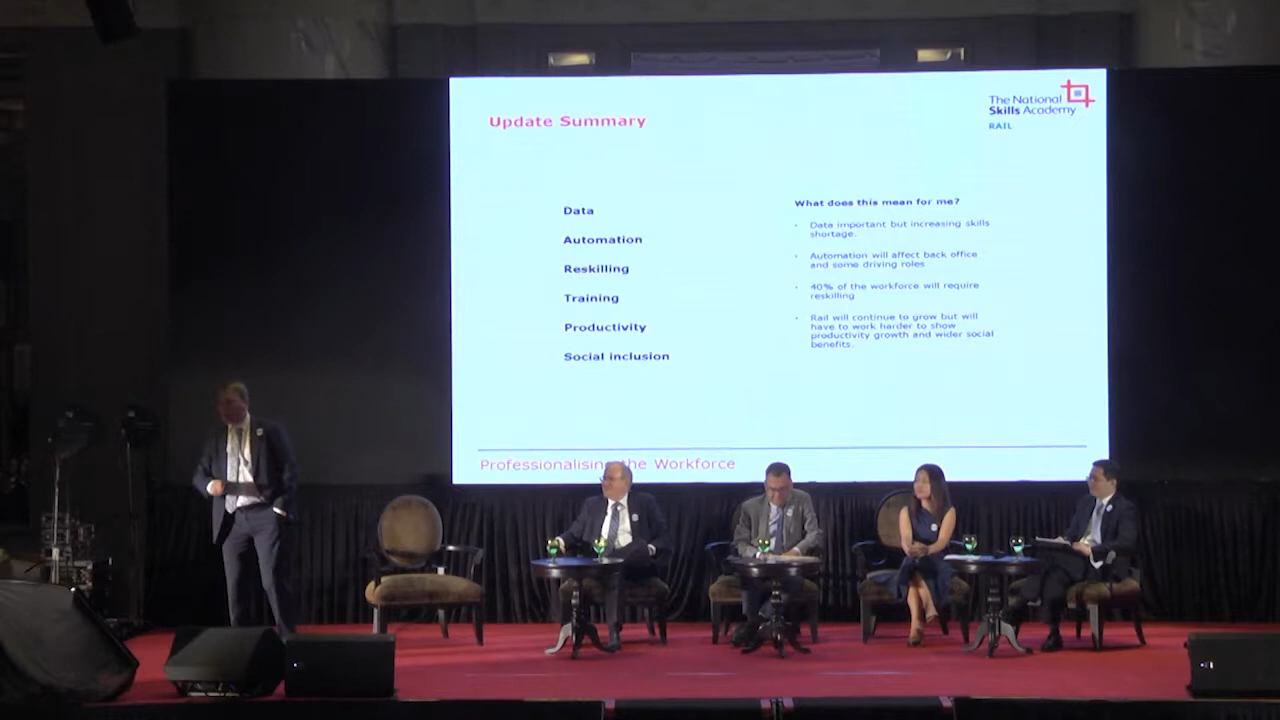 Update Summary
The National
Skills Academy
RAIL
Data
Automation
Reskilling
Training
Productivity
Social inclusion
What does this mean for me?
· Data important but increasing skills
shortage.
· Automation will affect back office
and some driving roles
· 40% of the workforce will require
reskilling
· Rail will continue to grow but will
have to work harder to show
productivity growth and wider social
benefits.
Professionalising the Workforce